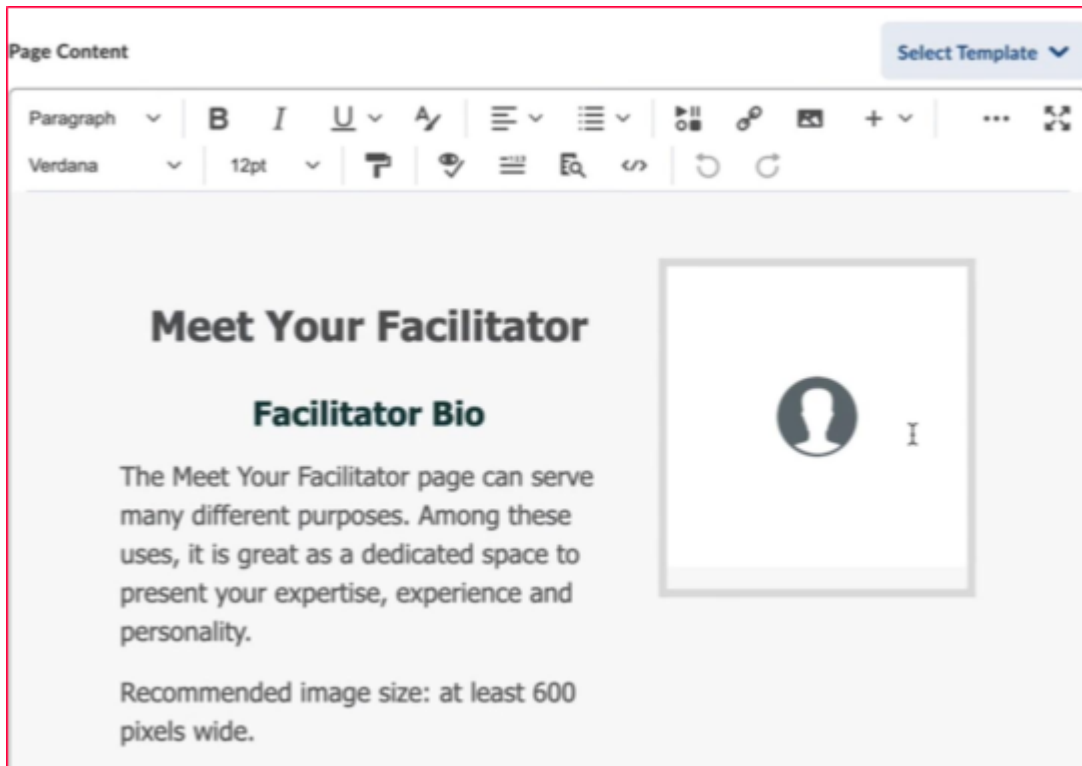 Page Content
Select Template
Paragraph
B I U A
Verdana
12pt
Meet Your Facilitator
Facilitator Bio
The Meet Your Facilitator page can serve
many different purposes. Among these
uses, it is great as a dedicated space to
present your expertise, experience and
personality.
Recommended image size: at least 600
pixels wide.